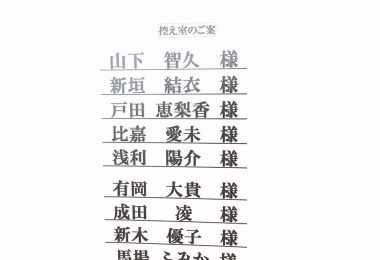 控え室のご案
山下 智久 様
新垣 結衣 様
戸田 恵梨香 様
比嘉 愛未 様
浅利 陽介 様
有岡 大貴 様
成田 凌 様
新木 優子 様
馬場 ふみか 様